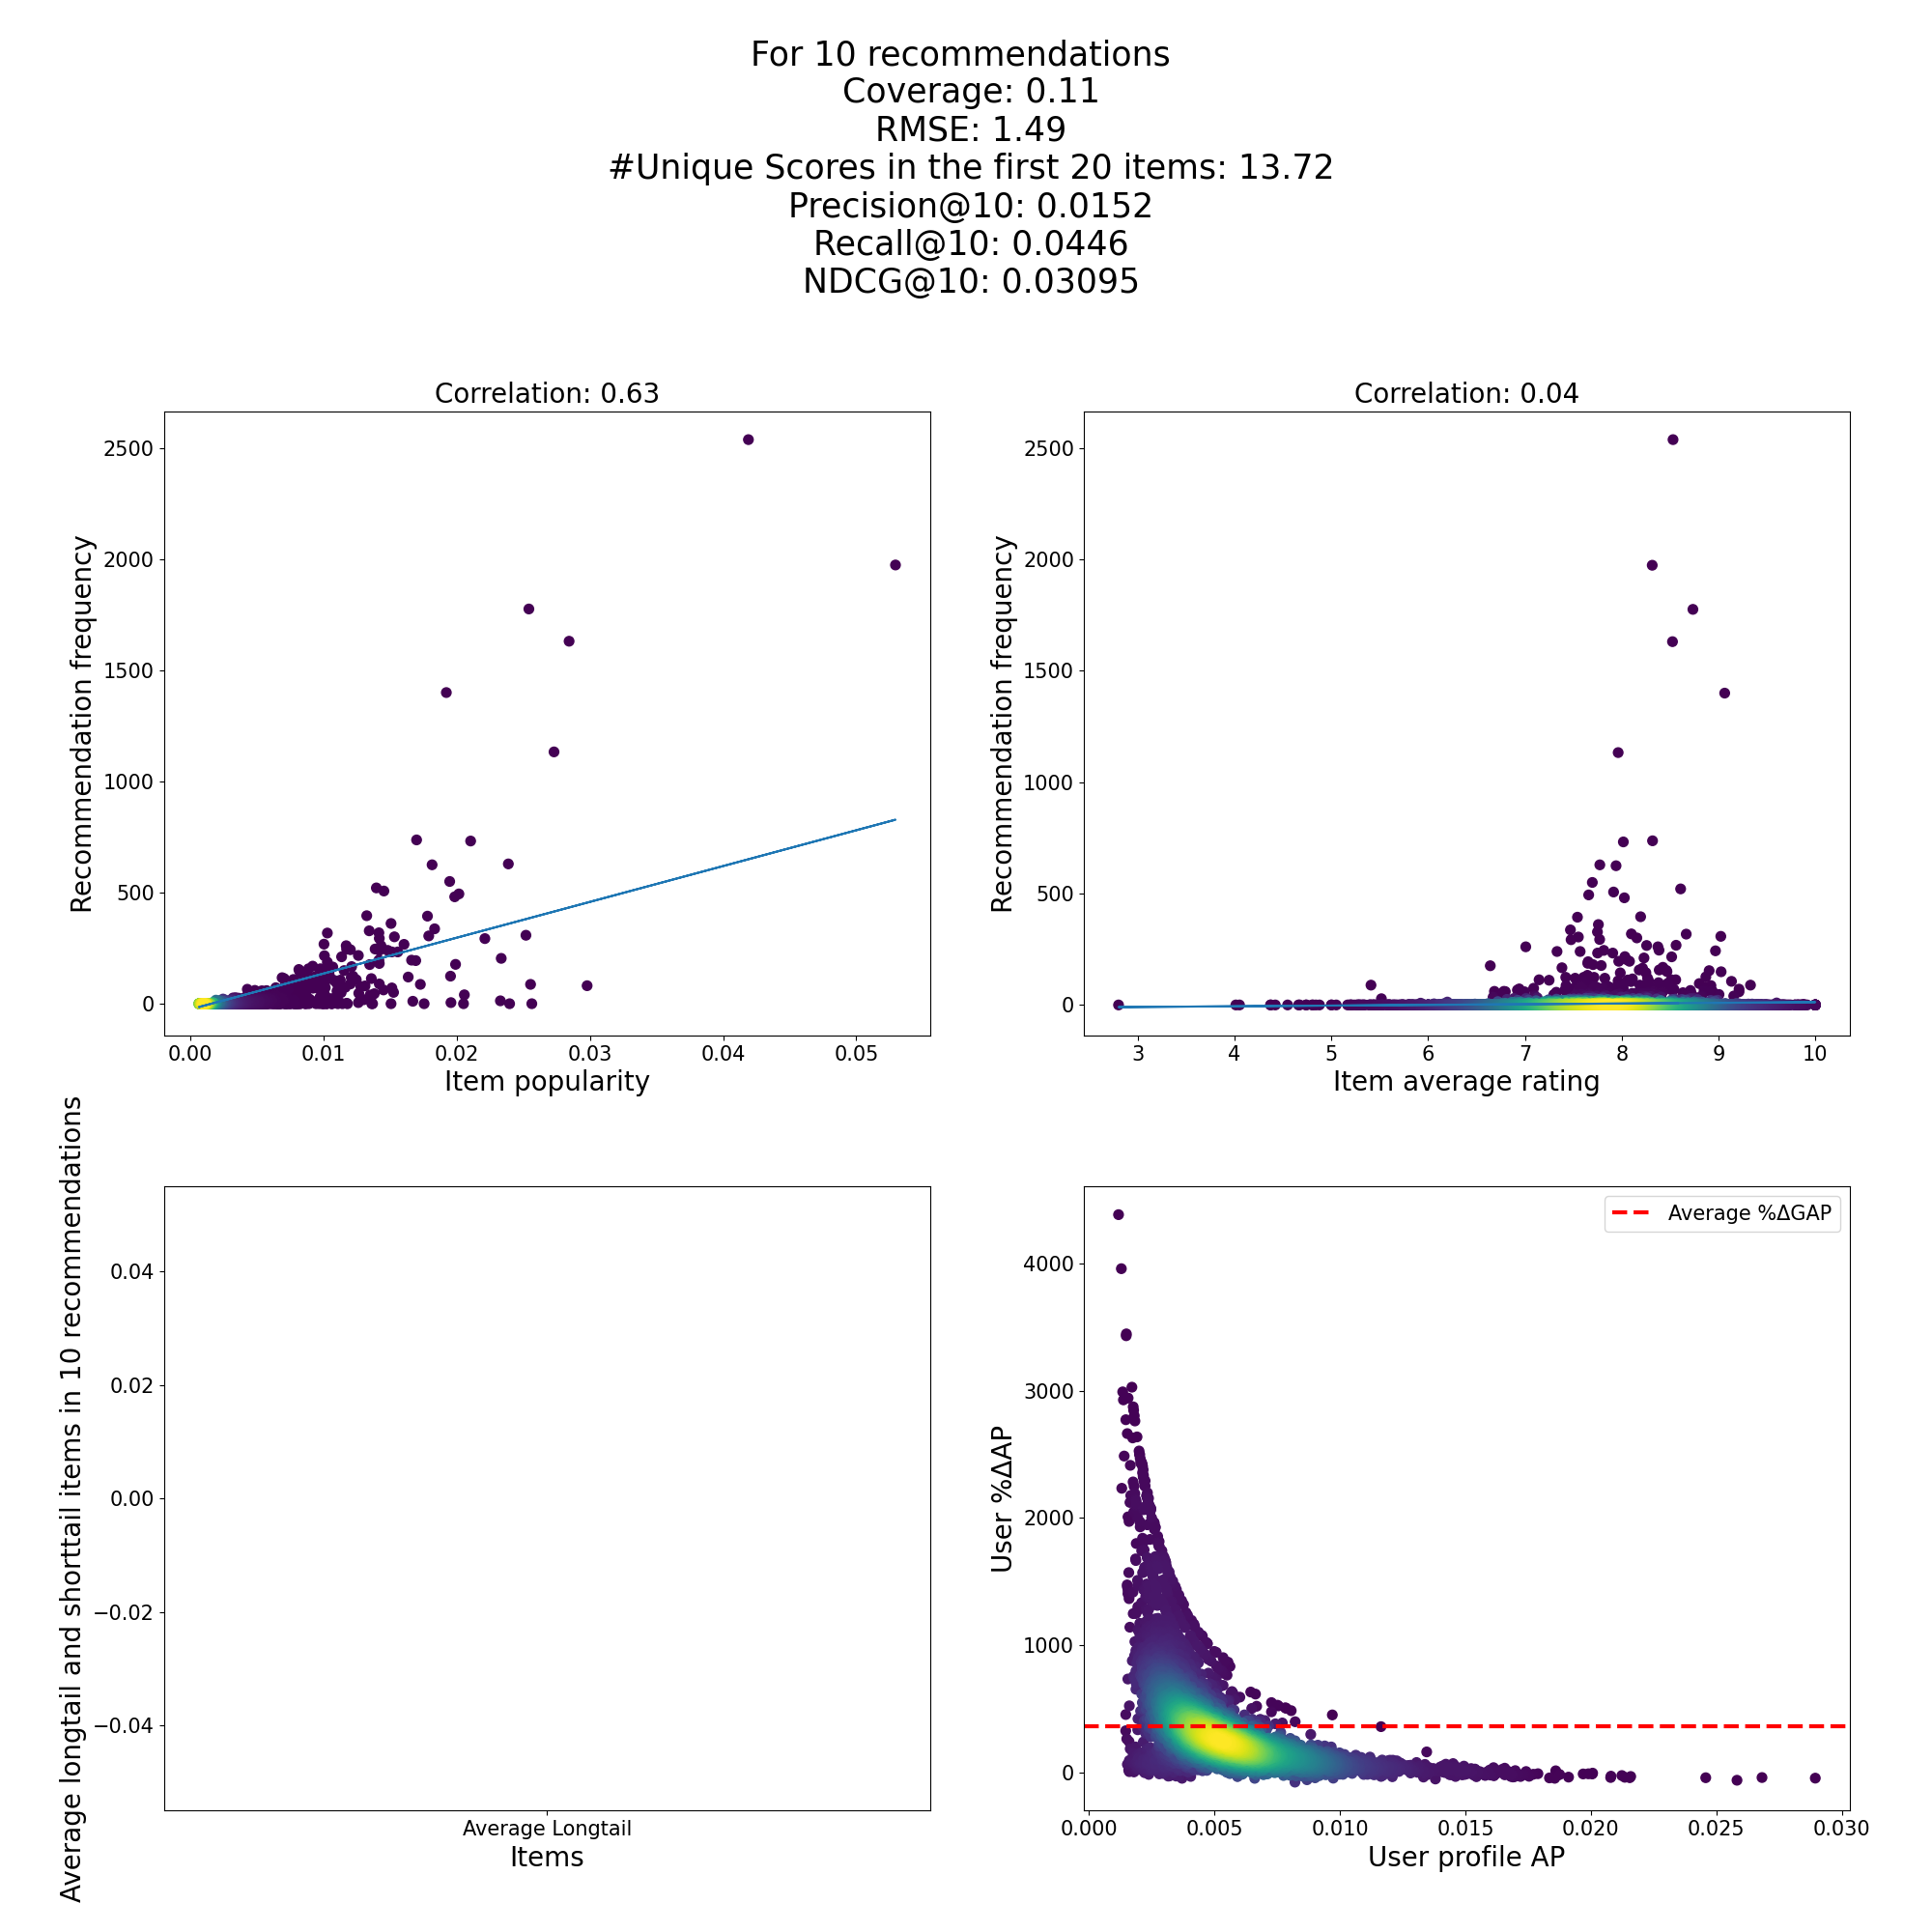 For 10 recommendations
Coverage: 0.11
RMSE: 1.49
#Unique Scores in the first 20 items: 13.72
Precision@10: 0.0152
Recall@10: 0.0446
NDCG@10: 0.03095
Correlation: 0.63
2500
2000
1500
1000
500
0
Recommendation frequency
0.00 0.01 0.02 0.03 0.04 0.05
Item popularity
Correlation: 0.04
2500
2000
1500
1000
500
0
Recommendation frequency
3 4 5 6 7 8 9 10
Item average rating
Average longtail and shorttail items in 10 recommendations
0.04
0.02
0.00
−0.02
−0.04
Average Longtail
Items
Average %ΔGAP
4000
3000
2000
1000
0
User %ΔAP
0.000 0.005 0.010 0.015 0.020 0.025 0.030
User profile AP